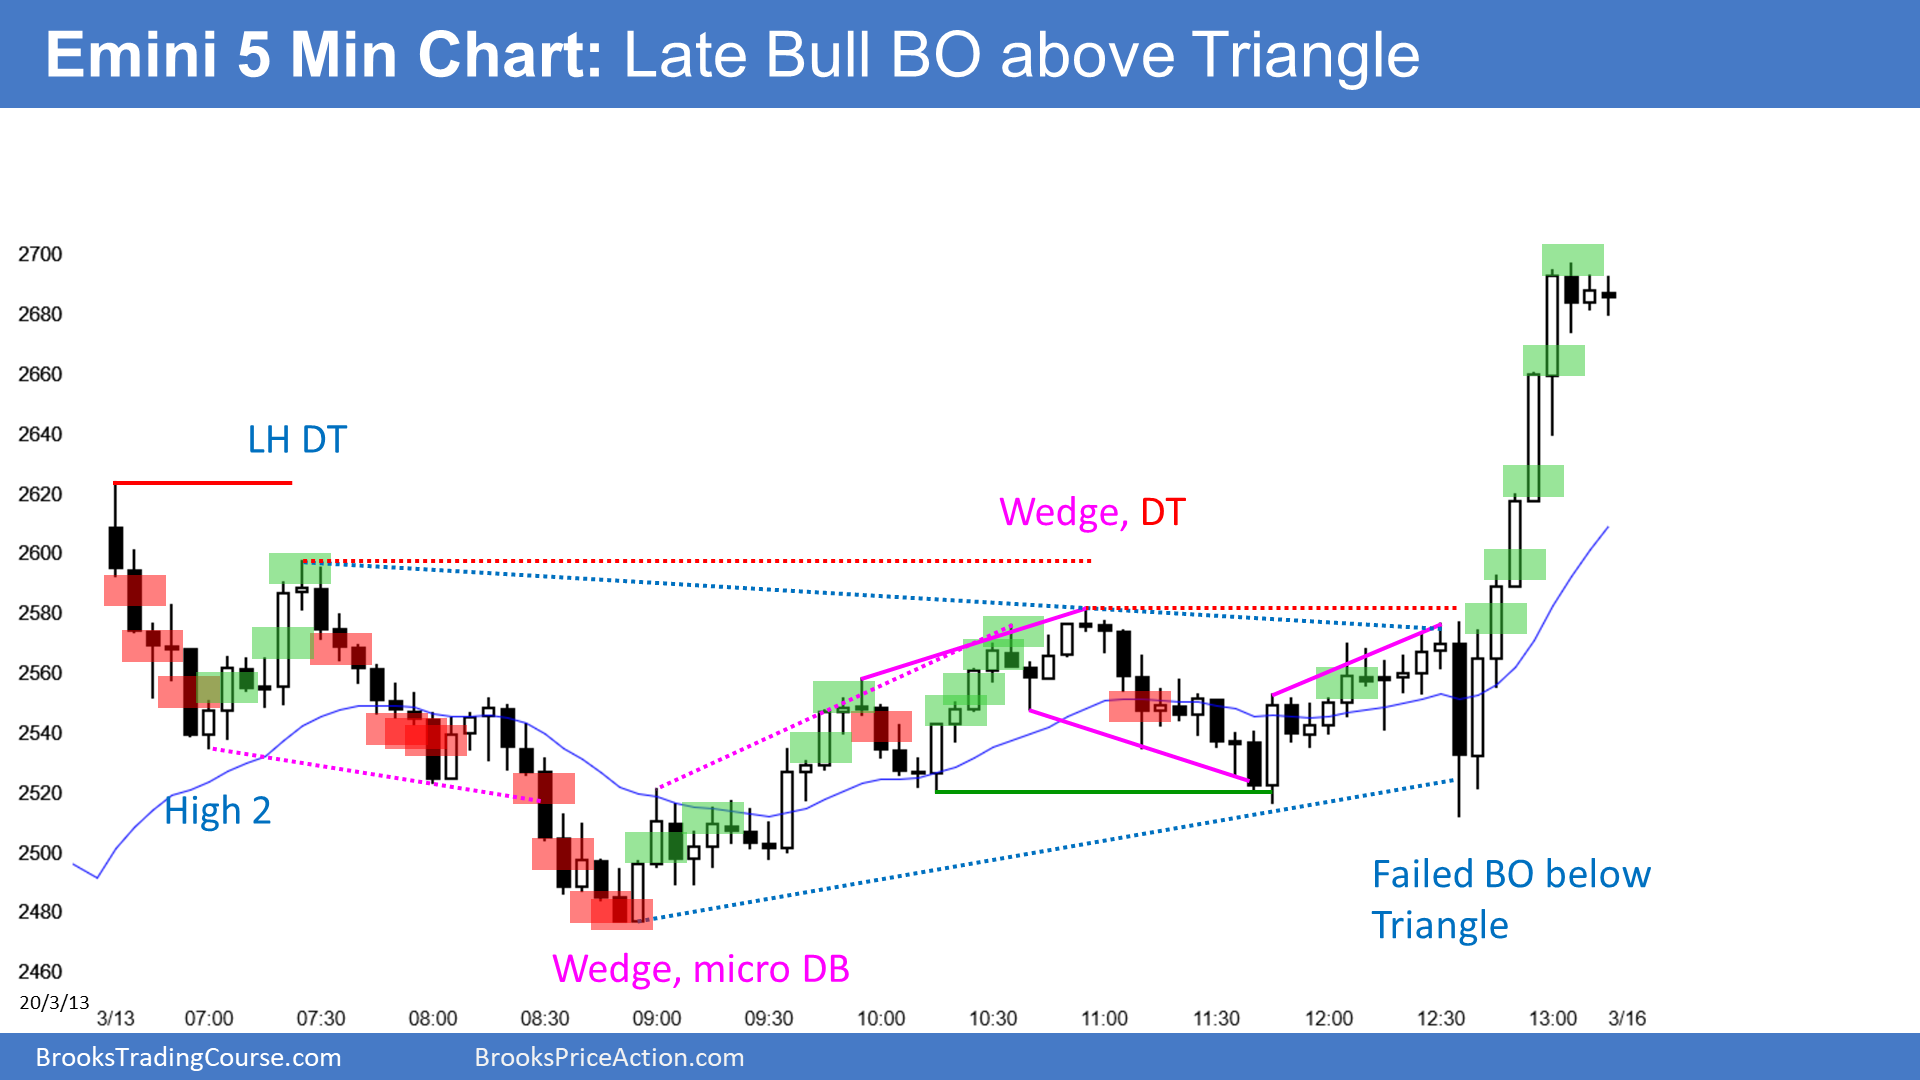 Emini 5 Min Chart: Late Bull BO above Triangle
2700
2680
2660
2640
LH DT
2620
Wedge, DT
2600
2580
2560
2540
2520
High 2
2500
Failed BO below
Triangle
2480
Wedge, micro DB
2460
20/3/13
3/13 07:00 07:30 08:00 08:30 09:00 09:30 10:00 10:30 11:00 11:30 12:00 12:30 13:00 3/16
BrooksTradingCourse.com BrooksPriceAction.com